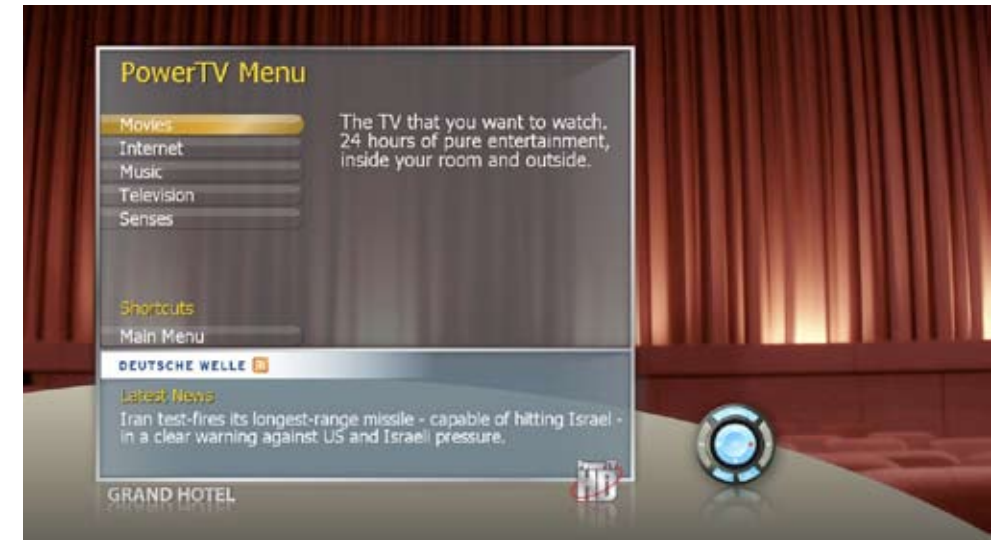 PowerTV Menu
Movies
Internet
Music
Television
Senses
The TV that you want to watch.
24 hours of pure entertainment,
inside your room and outside.
Shortcuts
Main Menu
DEUTSCHE WELLE
Latest News
Iran test-fires its longest-range missile - capable of hitting Israel -
in a clear warning against US and Israeli pressure.
GRAND HOTEL
PowerTV
HD